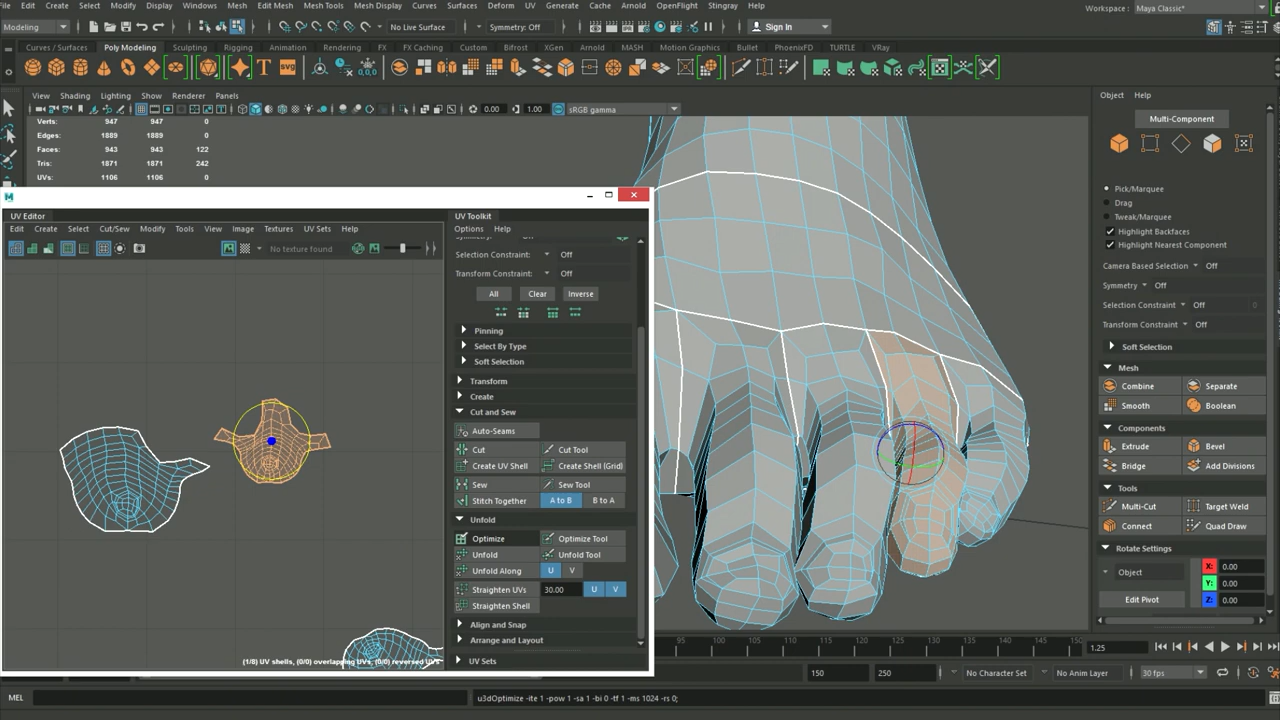 File Edit Create Select Modify Display Windows Mesh Edit Mesh Mesh Tools Mesh Display Curves Surfaces Deform UV Generate Cache Arnold OpenFlight Stingray Help
Workspace : Maya Classic*
Modeling No Live Surface Symmetry: Off Sign In
Curves / Surfaces Poly Modeling Sculpting Rigging Animation Rendering FX FX Caching Custom Bifrost XGen Arnold MASH Motion Graphics Bullet PhoenixFD TURTLE VRay
View Shading Lighting Show Renderer Panels
0.00 1.00 sRGB gamma
Verts: 947 947 0
Edges: 1889 1889 0
Faces: 943 943 122
Tris: 1871 1871 242
UVs: 1106 1106 0
UV Editor
Edit Create Select Cut/Sew Modify Tools View Image Textures UV Sets Help
No texture found
(1/8) UV shells, (0/0) overlapping UVs, (0/0) reversed UVs
UV Toolkit
Options Help
Selection Constraint: Off
Transform Constraint: Off
All Clear Inverse
Pinning
Select By Type
Soft Selection
Transform
Create
Cut and Sew
Auto-Seams
Cut Cut Tool
Create UV Shell Create Shell (Grid)
Sew Sew Tool
Stitch Together A to B B to A
Unfold
Optimize Optimize Tool
Unfold Unfold Tool
Unfold Along U V
Straighten UVs 30.00 U V
Straighten Shell
Align and Snap
Arrange and Layout
UV Sets
Object Help
Multi-Component
Pick/Marquee
Drag
Tweak/Marquee
Highlight Backfaces
Highlight Nearest Component
Camera Based Selection Off
Symmetry: Off
Selection Constraint: Off 0
Transform Constraint: Off
Soft Selection
Mesh
Combine Separate
Smooth Boolean
Components
Extrude Bevel
Bridge Add Divisions
Tools
Multi-Cut Target Weld
Connect Quad Draw
Rotate Settings
Object X: 0.00
Y: 0.00
Edit Pivot Z: 0.00
95 100 105 110 115 120 125 130 135 140 145 150 1.25
150 250 No Character Set No Anim Layer 30 fps
MEL u3dOptimize -ite 1 -pow 1 -sa 1 -bi 0 -tf 1 -ms 1024 -rs 0;